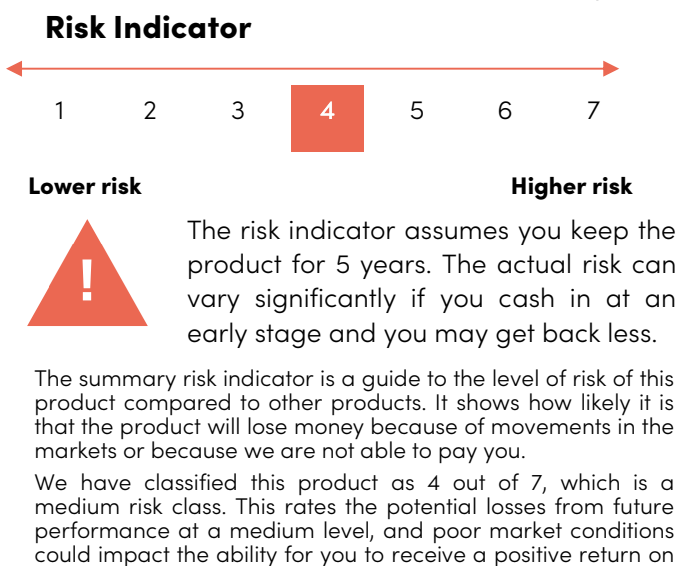 Risk Indicator
1 2 3 4 5 6 7
Lower risk Higher risk
!
The risk indicator assumes you keep the
product for 5 years. The actual risk can
vary significantly if you cash in at an
early stage and you may get back less.
The summary risk indicator is a guide to the level of risk of this
product compared to other products. It shows how likely it is
that the product will lose money because of movements in the
markets or because we are not able to pay you.
We have classified this product as 4 out of 7, which is a
medium risk class. This rates the potential losses from future
performance at a medium level, and poor market conditions
could impact the ability for you to receive a positive return on